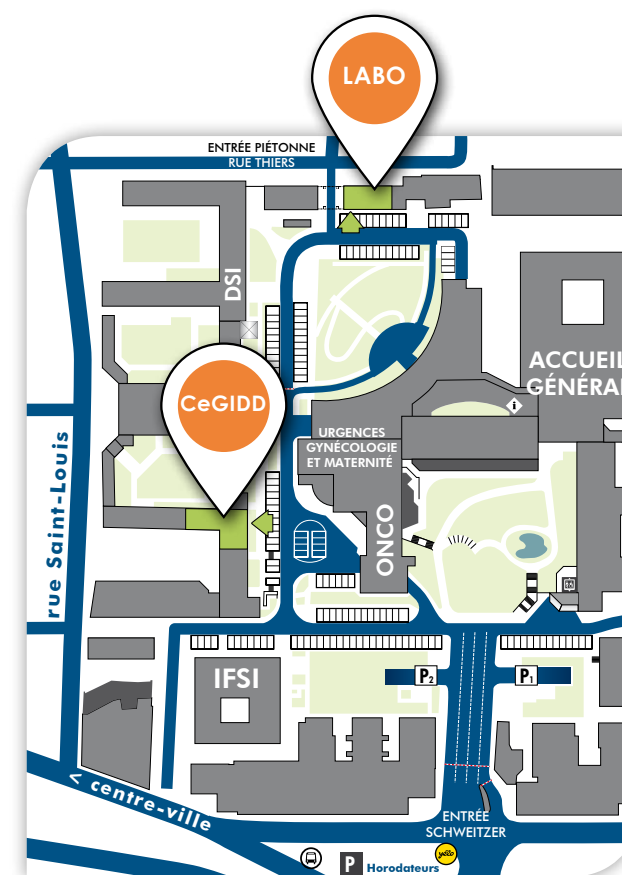 LABO
ENTRÉE PIÉTONNE
RUE THIERS
DSI
ACCUEIL
GÉNÉRAL
CeGIDD
i
URGENCES
GYNÉCOLOGIE
ET MATERNITÉ
rue Saint-Louis
ONCO
IFSI
P2
P1
< centre-ville
ENTRÉE
SCHWEITZER
yélo
P Horodateurs